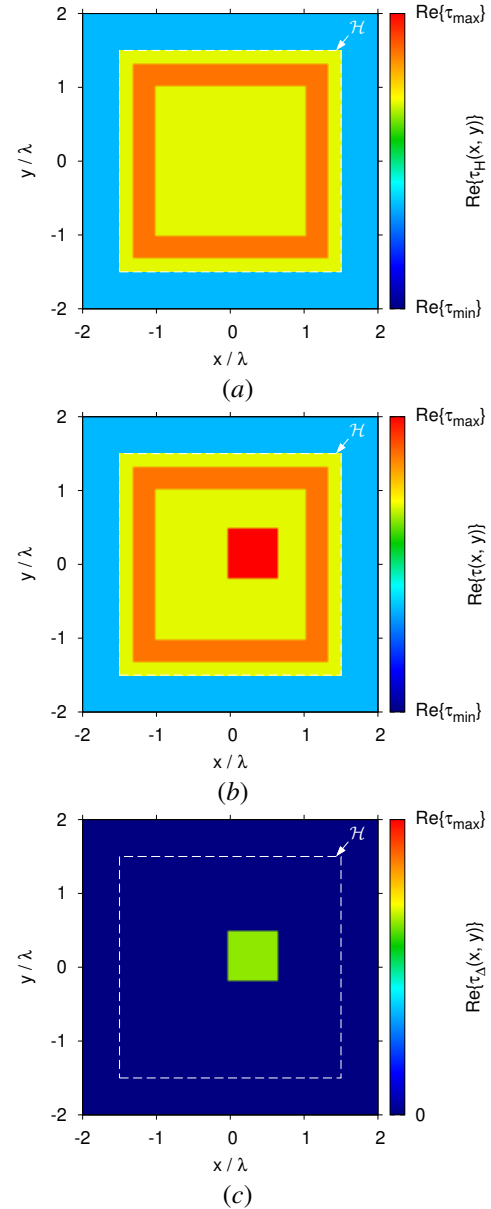 2
1
0
-1
-2
y / λ
-2 -1 0 1 2
x / λ
ℋ
Re{τmax}
Re{τmin}
Re{τH(x, y)}
(a)
2
1
0
-1
-2
y / λ
-2 -1 0 1 2
x / λ
ℋ
Re{τmax}
Re{τmin}
Re{τ(x, y)}
(b)
2
1
0
-1
-2
y / λ
-2 -1 0 1 2
x / λ
ℋ
Re{τmax}
0
Re{τΔ(x, y)}
(c)